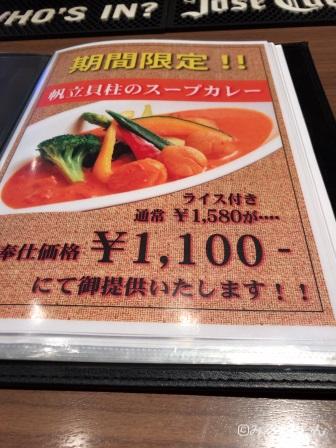 期間限定！！
帆立貝柱のスープカレー
ライス付き
通常 ￥1,580が‥‥
奉仕価格 ￥1,100-
にて御提供いたします！！